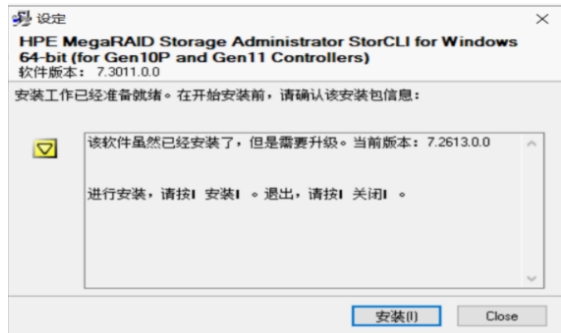 设定
HPE MegaRAID Storage Administrator StorCLI for Windows
64-bit (for Gen10P and Gen11 Controllers)
软件版本: 7.3011.0.0
安装工作已经准备就绪。在开始安装前，请确认该安装包信息:
该软件虽然已经安装了，但是需要升级。当前版本: 7.2613.0.0
进行安装，请按I 安装I 。退出，请按I 关闭I 。
安装(I)
Close